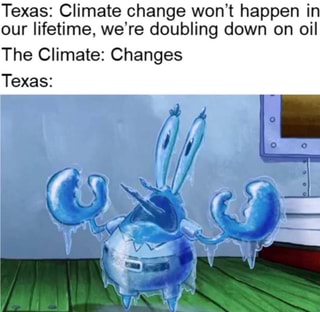 Texas: Climate change won't happen in
our lifetime, we're doubling down on oil
The Climate: Changes
Texas: